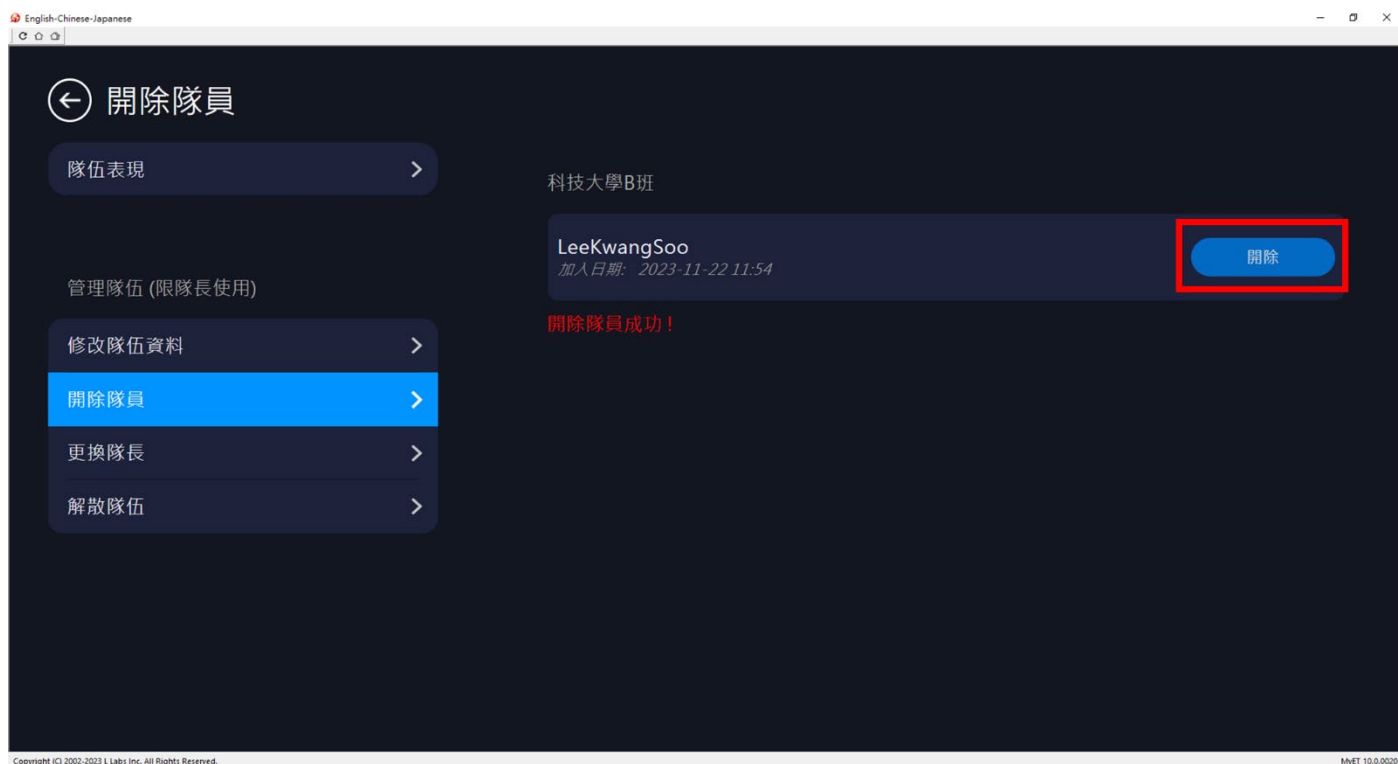 English-Chinese-Japanese
開除隊員
隊伍表現
管理隊伍 (限隊長使用)
修改隊伍資料
開除隊員
更換隊長
解散隊伍
科技大學B班
LeeKwangSoo
加入日期: 2023-11-22 11:54
開除
開除隊員成功！
Copyright (C) 2002-2023 L Labs Inc. All Rights Reserved.
MyET 10.0.0020